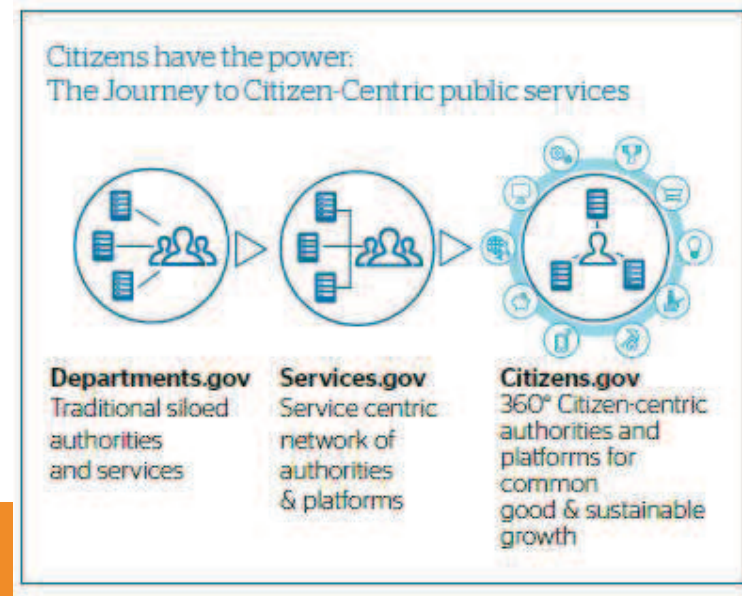 Citizens have the power:
The Journey to Citizen-Centric public services
Departments.gov
Traditional siloed
authorities
and services
Services.gov
Service centric
network of
authorities
& platforms
Citizens.gov
360° Citizen-centric
authorities and
platforms for
common
good & sustainable
growth